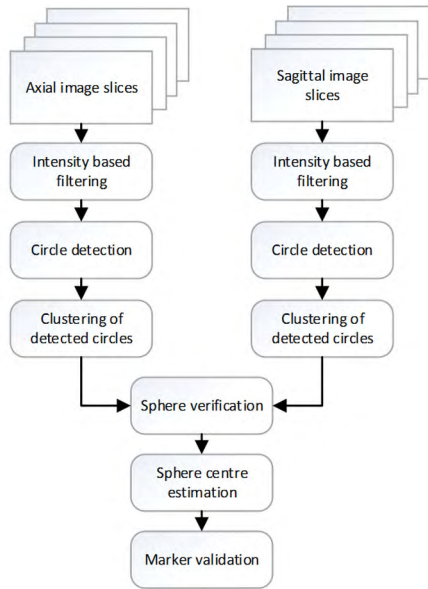 Axial image slices
Intensity based
filtering
Circle detection
Clustering of
detected circles
Sagittal image
slices
Intensity based
filtering
Circle detection
Clustering of
detected circles
Sphere verification
Sphere centre
estimation
Marker validation